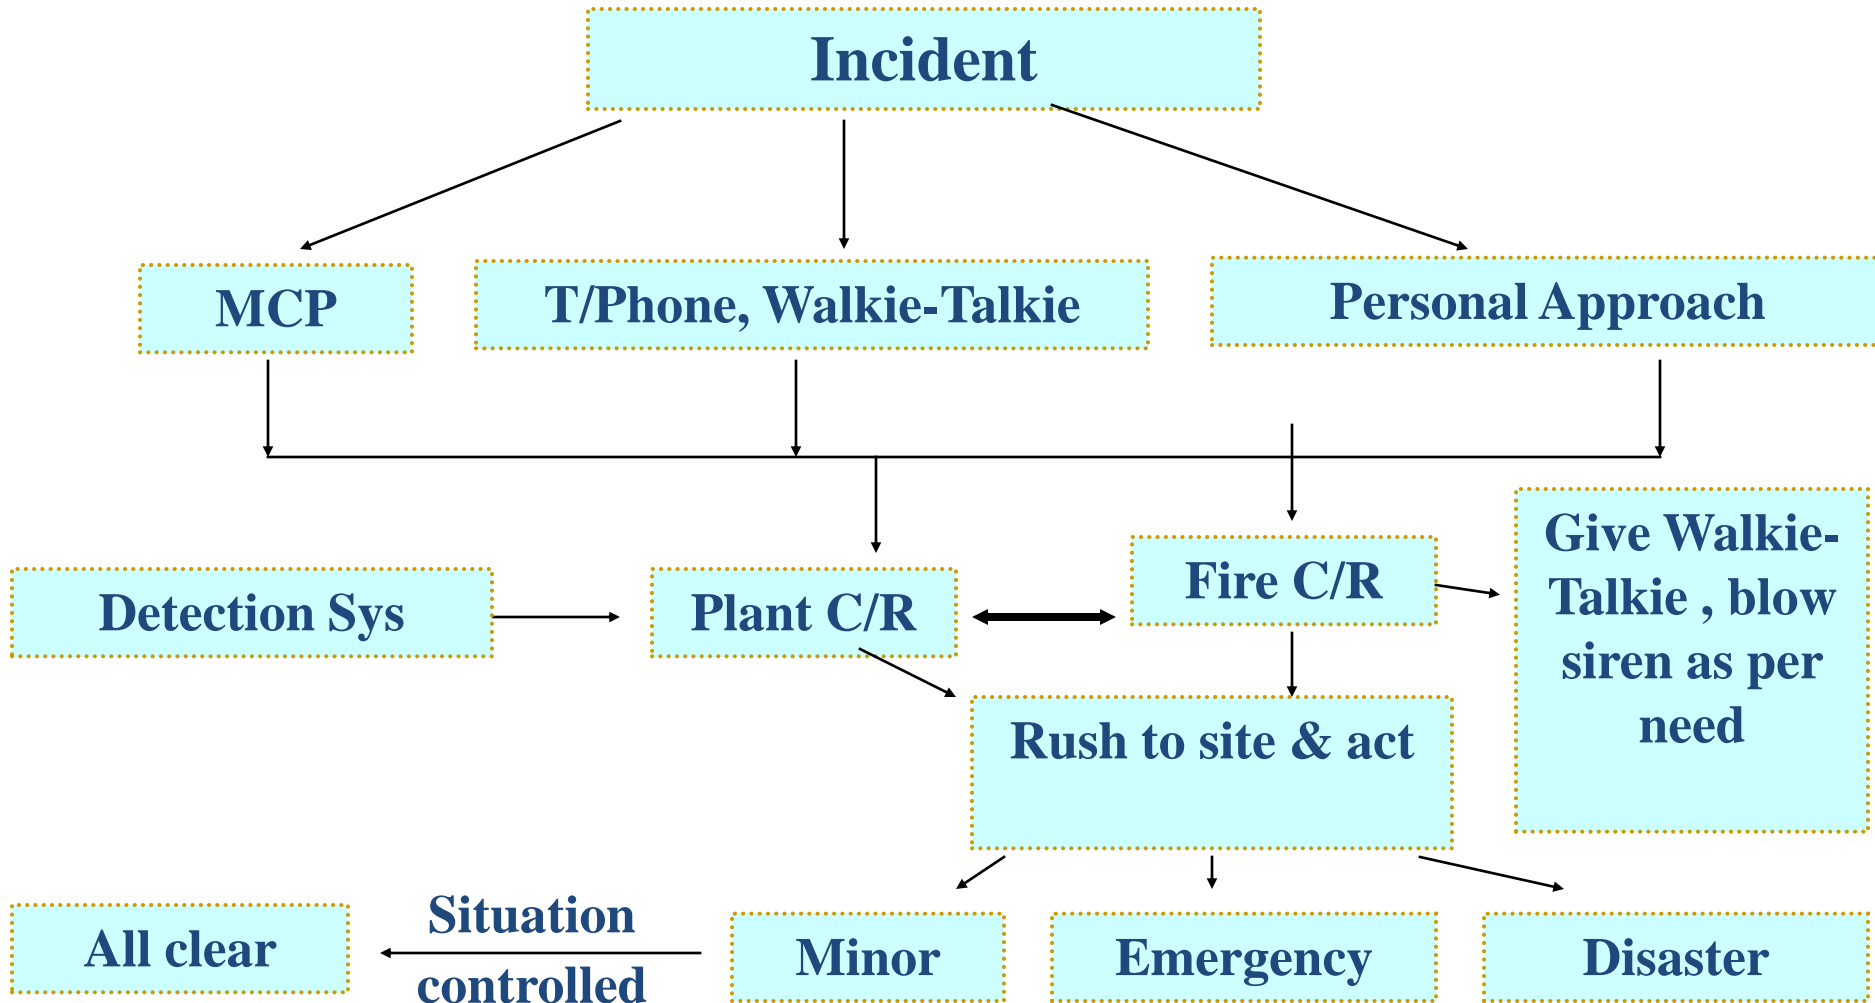 Incident
MCP
T/Phone, Walkie-Talkie
Personal Approach
Detection Sys
Plant C/R
Fire C/R
Give Walkie-
Talkie , blow
siren as per
need
Rush to site & act
All clear
Situation
controlled
Minor
Emergency
Disaster